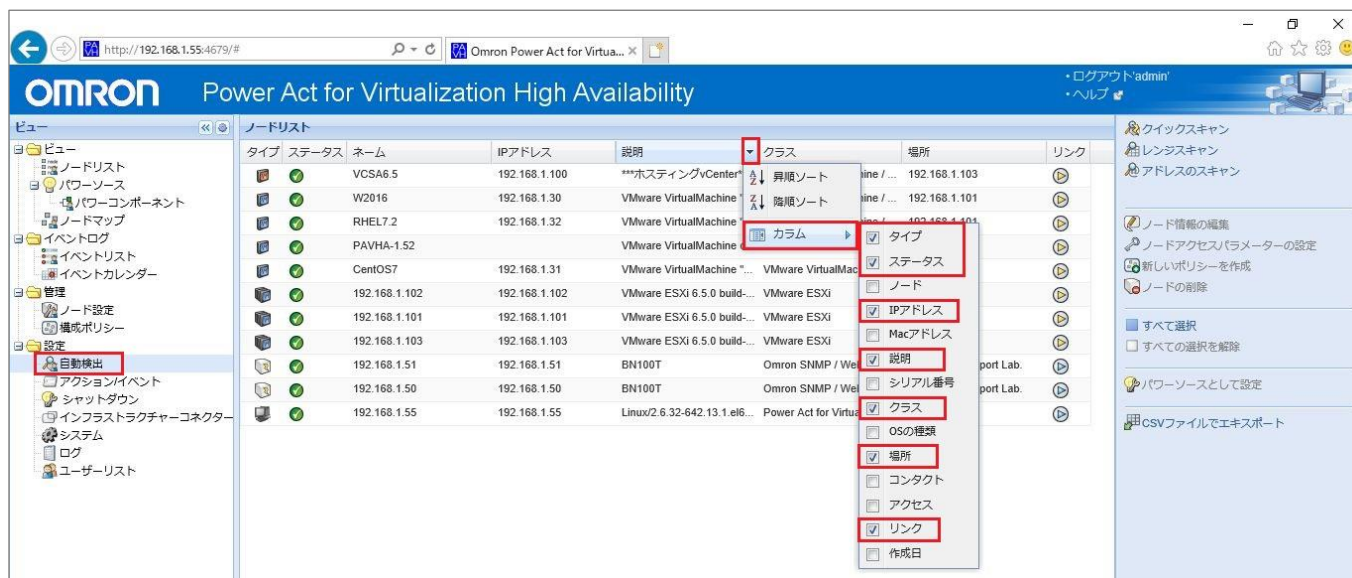 http://192.168.1.55:4679/#
Omron Power Act for Virtua...
OMRON
Power Act for Virtualization High Availability
・ログアウト'admin'
・ヘルプ
ビュー
ビュー
ノードリスト
パワーソース
パワーコンポーネント
ノードマップ
イベントログ
イベントリスト
イベントカレンダー
管理
ノード設定
構成ポリシー
設定
自動検出
アクション/イベント
シャットダウン
インフラストラクチャーコネクター
システム
ログ
ユーザーリスト
ノードリスト
タイプ ステータス ネーム IPアドレス 説明 クラス 場所 リンク
VCSA6.5 192.168.1.100 ***ホスティングvCenter* ine / ... 192.168.1.103
W2016 192.168.1.30 VMware VirtualMachine ine / ... 192.168.1.101
RHEL7.2 192.168.1.32 VMware VirtualMachine 192.168.1.101
PAVHA-1.52 VMware VirtualMachine
CentOS7 192.168.1.31 VMware VirtualMachine "... VMware VirtualMac
192.168.1.102 192.168.1.102 VMware ESXi 6.5.0 build-... VMware ESXi
192.168.1.101 192.168.1.101 VMware ESXi 6.5.0 build-... VMware ESXi
192.168.1.103 192.168.1.103 VMware ESXi 6.5.0 build-... VMware ESXi
192.168.1.51 192.168.1.51 BN100T Omron SNMP / We port Lab.
192.168.1.50 192.168.1.50 BN100T Omron SNMP / We port Lab.
192.168.1.55 192.168.1.55 Linux/2.6.32-642.13.1.el6... Power Act for Virtua
昇順ソート
降順ソート
カラム
タイプ
ステータス
ノード
IPアドレス
Macアドレス
説明
シリアル番号
クラス
OSの種類
場所
コンタクト
アクセス
リンク
作成日
クイックスキャン
レンジスキャン
アドレスのスキャン
ノード情報の編集
ノードアクセスパラメーターの設定
新しいポリシーを作成
ノードの削除
すべて選択
すべての選択を解除
パワーソースとして設定
CSVファイルでエキスポート